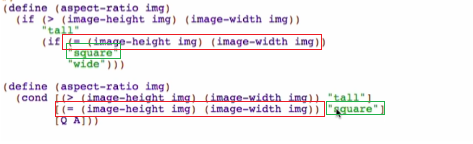 (define (aspect-ratio img)
(if (> (image-height img) (image-width img))
"tall"
(if (= (image-height img) (image-width img))
"square"
"wide")))
(define (aspect-ratio img)
(cond [(> (image-height img) (image-width img)) "tall"]
[(= (image-height img) (image-width img)) "square"]
[Q A]))